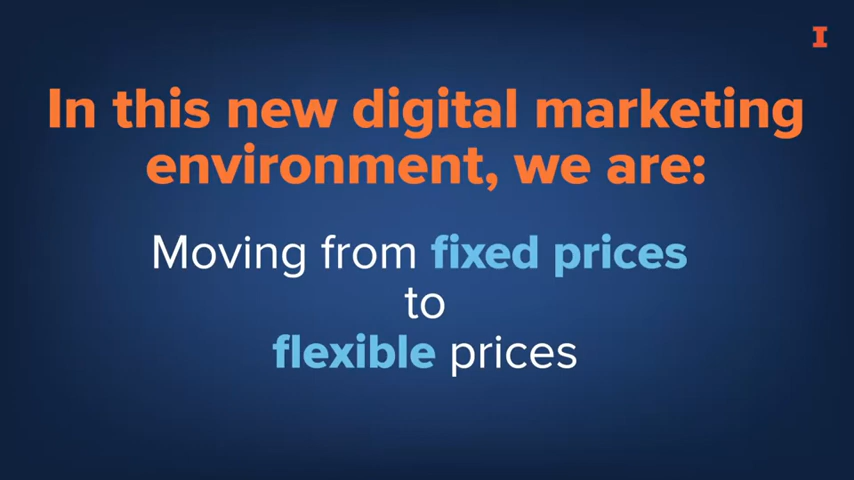 I
In this new digital marketing
environment, we are:
Moving from fixed prices
to
flexible prices